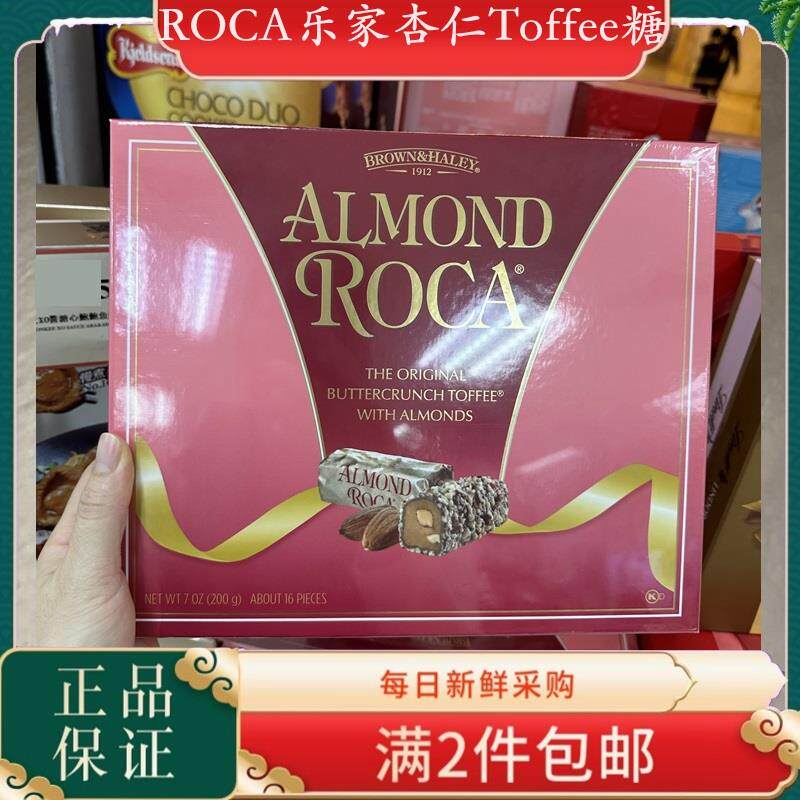 ROCA乐家杏仁Toffee糖
Kjeldsens
CHOCO DUO
BROWN&HALEY®
1912
ALMOND
ROCA®
THE ORIGINAL
BUTTERCRUNCH TOFFEE®
WITH ALMONDS
ALMOND
ROCA
NET WT 7 OZ (200 g) ABOUT 16 PIECES
K D
正品
保证
每日新鲜采购
满2件包邮